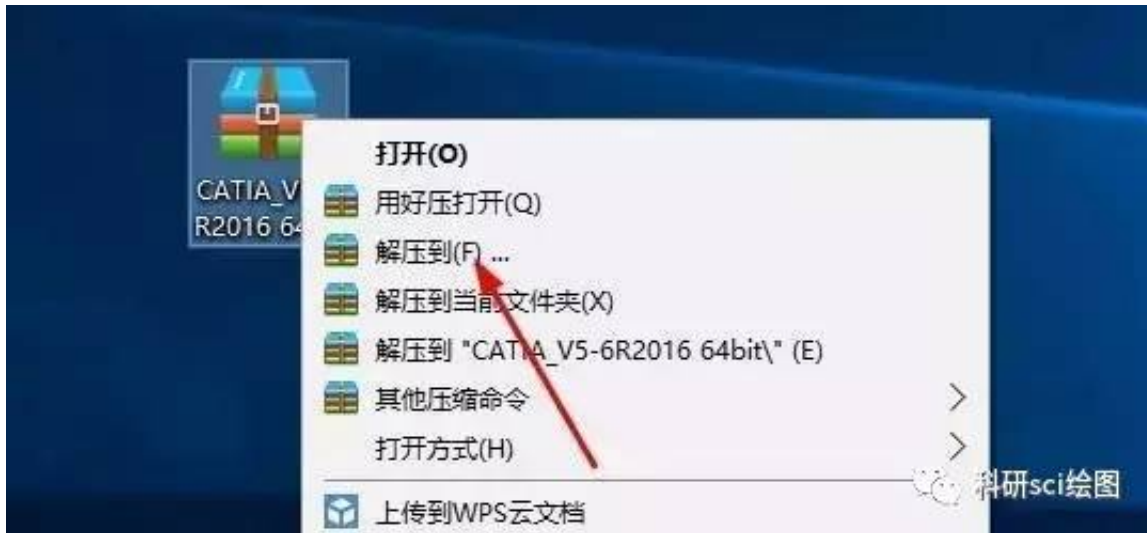 CATIA_V
R2016 64
打开(O)
用好压打开(Q)
解压到(F) ...
解压到当前文件夹(X)
解压到 "CATIA_V5-6R2016 64bit\" (E)
其他压缩命令
打开方式(H)
上传到WPS云文档
科研sci绘图